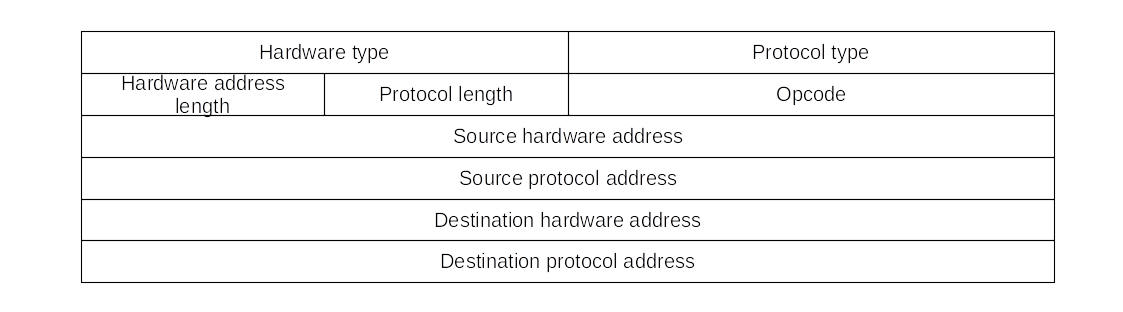 Hardware type
Protocol type
Hardware address
length
Protocol length
Opcode
Source hardware address
Source protocol address
Destination hardware address
Destination protocol address